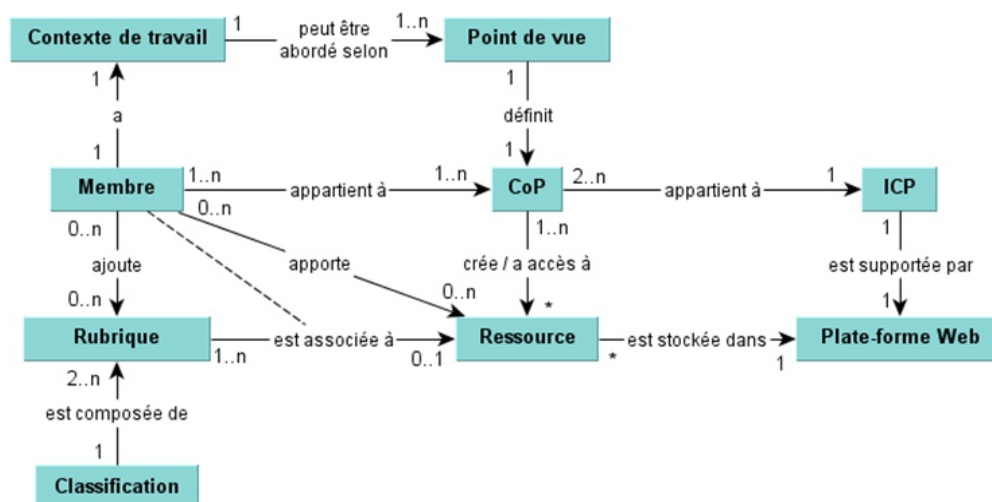 Contexte de travail
1
peut être
abordé selon
1..n
Point de vue
1
a
1
1
définit
1
Membre
1..n
appartient à
1..n
CoP
2..n
appartient à
1
ICP
0..n
0..n
1..n
1
ajoute
apporte
crée / a accès à
est supportée par
0..n
0..n
*
1
Rubrique
1..n
est associée à
0..1
Ressource
*
est stockée dans
1
Plate-forme Web
2..n
est composée de
1
Classification